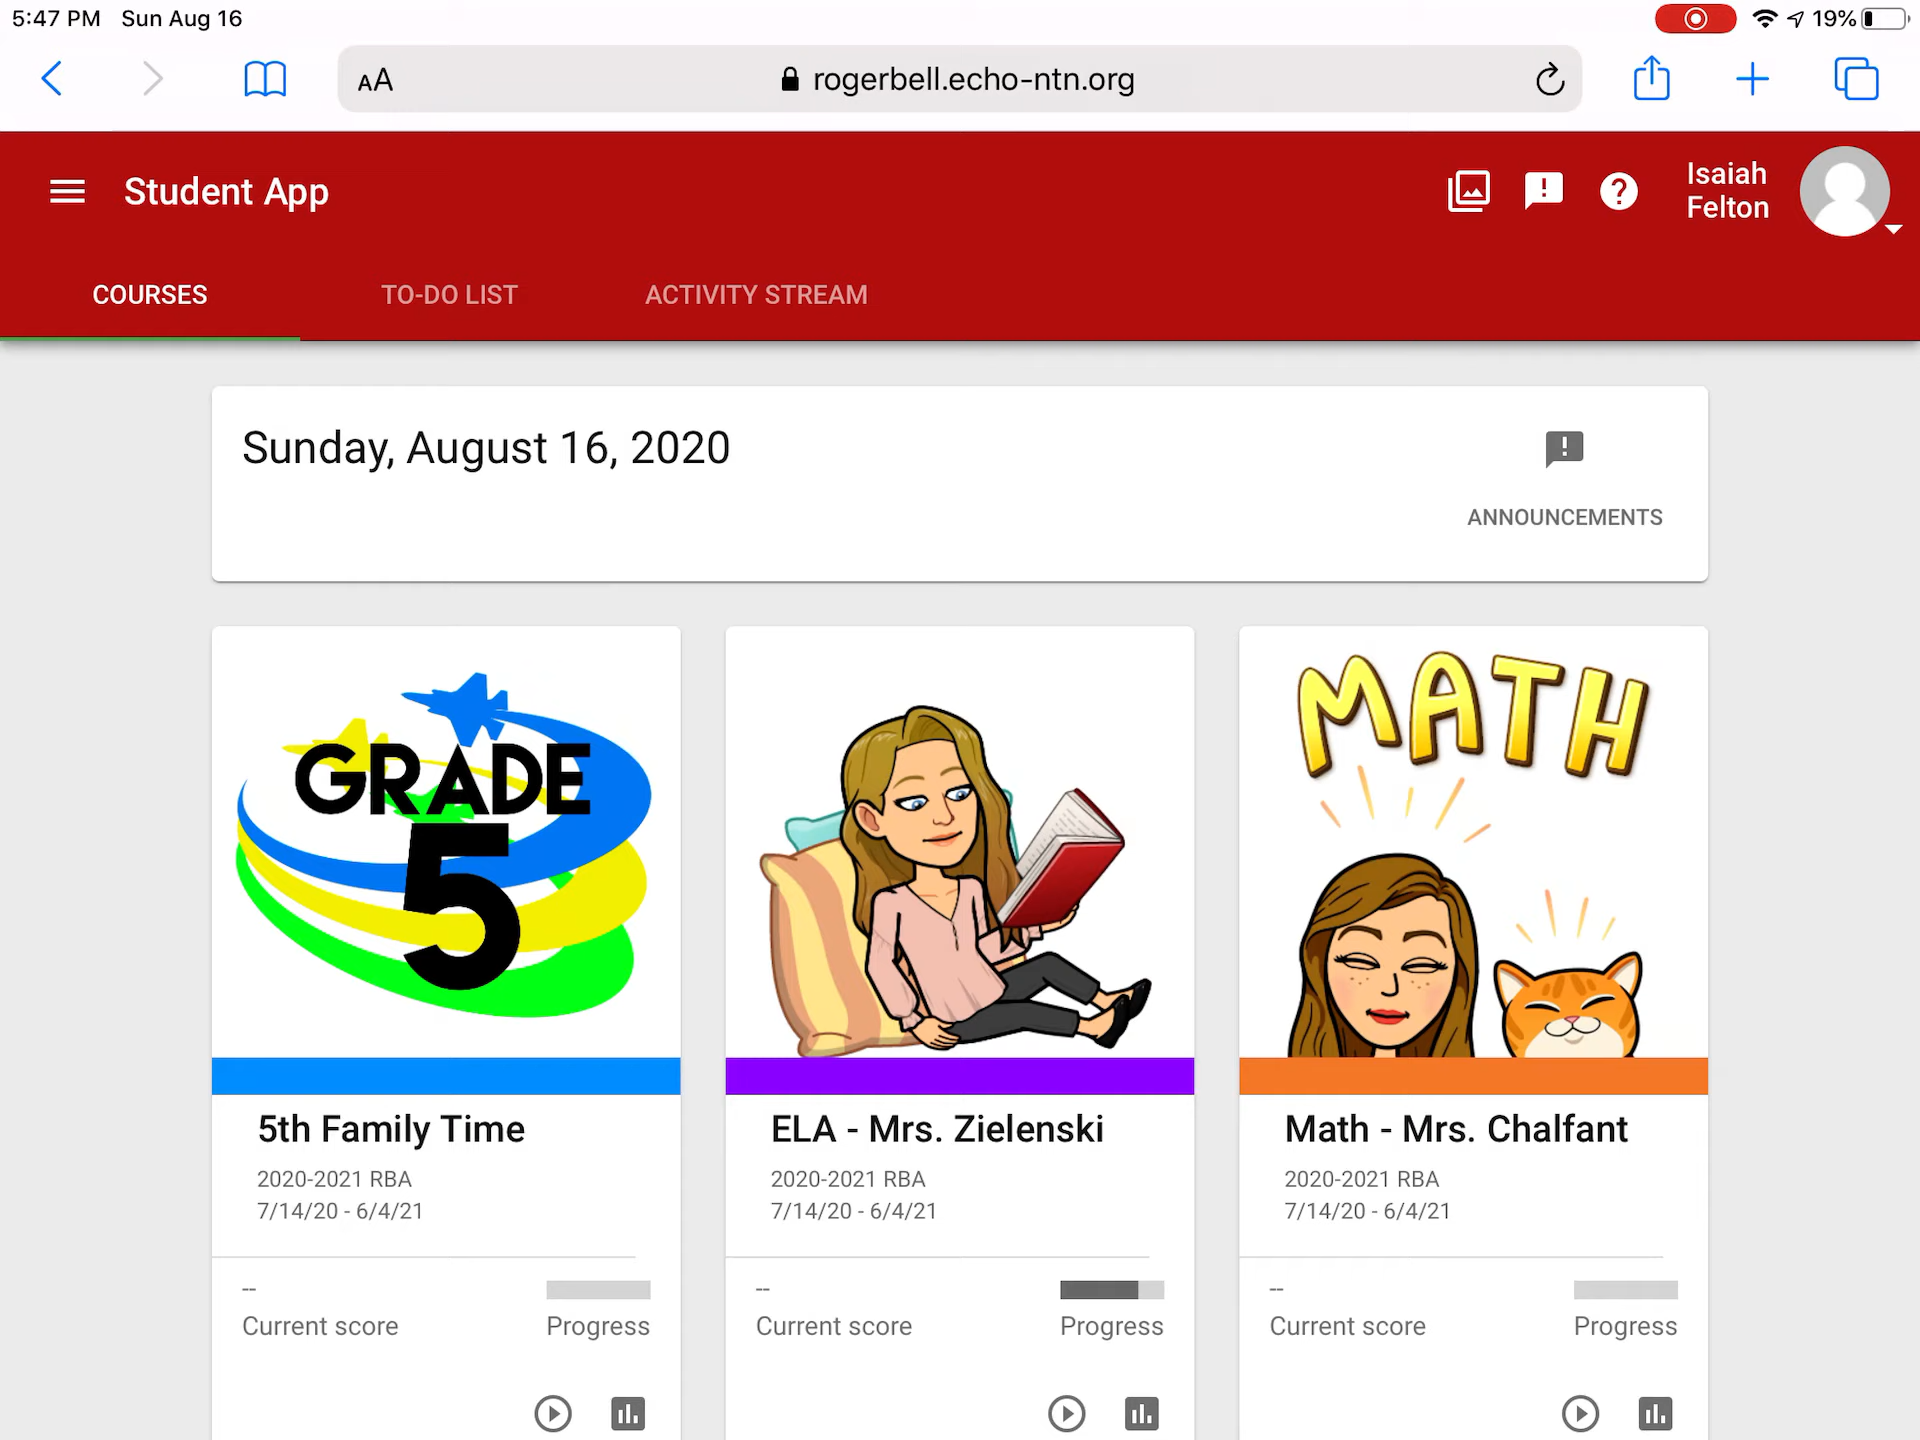 5:47 PM Sun Aug 16
19%
AA
rogerbell.echo-ntn.org
Student App
Isaiah
Felton
COURSES
TO-DO LIST
ACTIVITY STREAM
Sunday, August 16, 2020
ANNOUNCEMENTS
GRADE
5
MATH
5th Family Time
2020-2021 RBA
7/14/20 - 6/4/21
--
Current score
Progress
ELA - Mrs. Zielenski
2020-2021 RBA
7/14/20 - 6/4/21
--
Current score
Progress
Math - Mrs. Chalfant
2020-2021 RBA
7/14/20 - 6/4/21
--
Current score
Progress